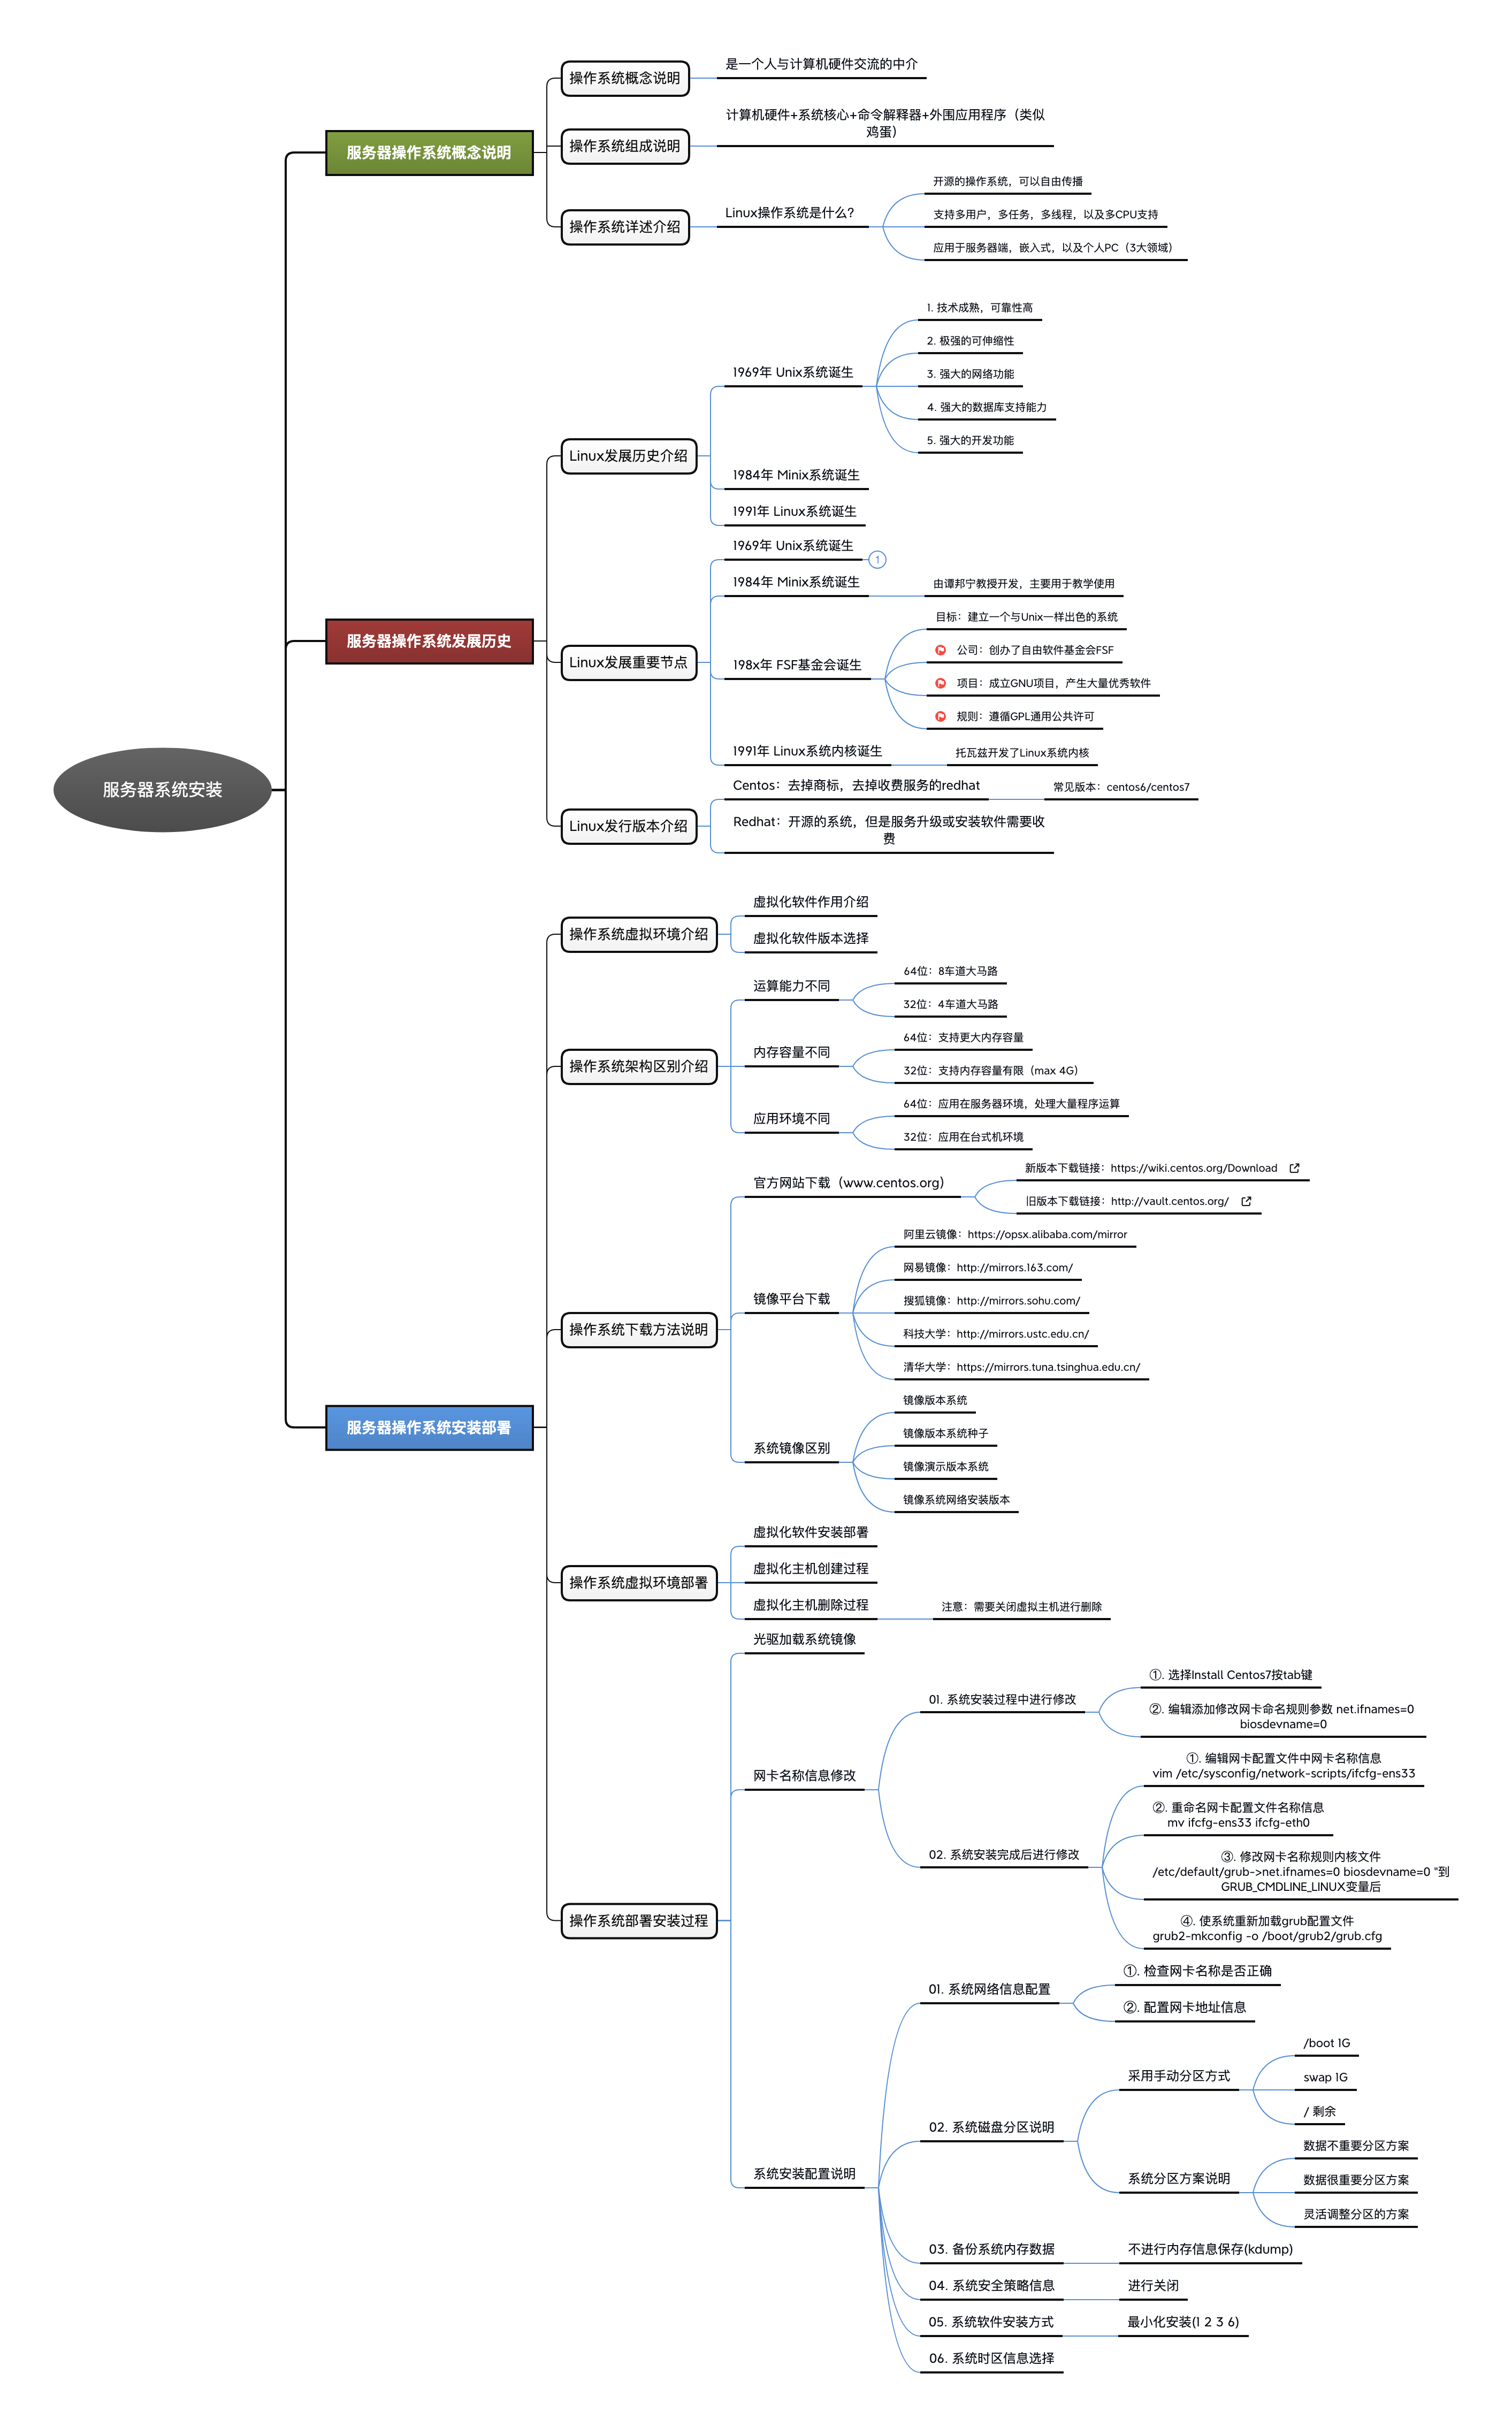 服务器系统安装
服务器操作系统概念说明
操作系统概念说明
是一个人与计算机硬件交流的中介
操作系统组成说明
计算机硬件+系统核心+命令解释器+外围应用程序（类似
鸡蛋）
操作系统详述介绍
Linux操作系统是什么？
开源的操作系统，可以自由传播
支持多用户，多任务，多线程，以及多CPU支持
应用于服务器端，嵌入式，以及个人PC（3大领域）
服务器操作系统发展历史
Linux发展历史介绍
1969年 Unix系统诞生
1. 技术成熟，可靠性高
2. 极强的可伸缩性
3. 强大的网络功能
4. 强大的数据库支持能力
5. 强大的开发功能
1984年 Minix系统诞生
1991年 Linux系统诞生
Linux发展重要节点
1969年 Unix系统诞生
1
1984年 Minix系统诞生
由谭邦宁教授开发，主要用于教学使用
198x年 FSF基金会诞生
目标：建立一个与Unix一样出色的系统
公司：创办了自由软件基金会FSF
项目：成立GNU项目，产生大量优秀软件
规则：遵循GPL通用公共许可
1991年 Linux系统内核诞生
托瓦兹开发了Linux系统内核
Linux发行版本介绍
Centos：去掉商标，去掉收费服务的redhat
常见版本：centos6/centos7
Redhat：开源的系统，但是服务升级或安装软件需要收
费
服务器操作系统安装部署
操作系统虚拟环境介绍
虚拟化软件作用介绍
虚拟化软件版本选择
操作系统架构区别介绍
运算能力不同
64位：8车道大马路
32位：4车道大马路
内存容量不同
64位：支持更大内存容量
32位：支持内存容量有限（max 4G）
应用环境不同
64位：应用在服务器环境，处理大量程序运算
32位：应用在台式机环境
操作系统下载方法说明
官方网站下载（www.centos.org）
新版本下载链接：https://wiki.centos.org/Download
旧版本下载链接：http://vault.centos.org/
镜像平台下载
阿里云镜像：https://opsx.alibaba.com/mirror
网易镜像：http://mirrors.163.com/
搜狐镜像：http://mirrors.sohu.com/
科技大学：http://mirrors.ustc.edu.cn/
清华大学：https://mirrors.tuna.tsinghua.edu.cn/
系统镜像区别
镜像版本系统
镜像版本系统种子
镜像演示版本系统
镜像系统网络安装版本
操作系统虚拟环境部署
虚拟化软件安装部署
虚拟化主机创建过程
虚拟化主机删除过程
注意：需要关闭虚拟主机进行删除
操作系统部署安装过程
光驱加载系统镜像
网卡名称信息修改
01. 系统安装过程中进行修改
①. 选择Install Centos7按tab键
②. 编辑添加修改网卡命名规则参数 net.ifnames=0
biosdevname=0
02. 系统安装完成后进行修改
①. 编辑网卡配置文件中网卡名称信息
vim /etc/sysconfig/network-scripts/ifcfg-ens33
②. 重命名网卡配置文件名称信息
mv ifcfg-ens33 ifcfg-eth0
③. 修改网卡名称规则内核文件
/etc/default/grub->net.ifnames=0 biosdevname=0 "到
GRUB_CMDLINE_LINUX变量后
④. 使系统重新加载grub配置文件
grub2-mkconfig -o /boot/grub2/grub.cfg
系统安装配置说明
01. 系统网络信息配置
①. 检查网卡名称是否正确
②. 配置网卡地址信息
02. 系统磁盘分区说明
采用手动分区方式
/boot 1G
swap 1G
/ 剩余
系统分区方案说明
数据不重要分区方案
数据很重要分区方案
灵活调整分区的方案
03. 备份系统内存数据
不进行内存信息保存(kdump)
04. 系统安全策略信息
进行关闭
05. 系统软件安装方式
最小化安装(1 2 3 6)
06. 系统时区信息选择